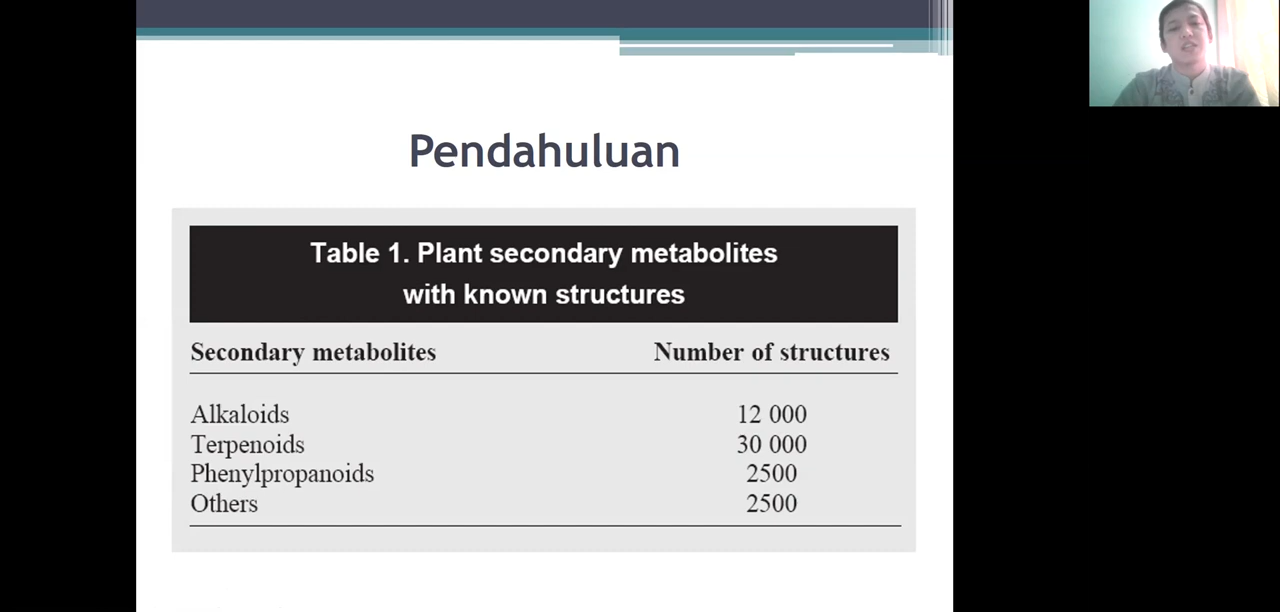 Pendahuluan
Table 1. Plant secondary metabolites
with known structures
Secondary metabolites Number of structures
Alkaloids 12 000
Terpenoids 30 000
Phenylpropanoids 2500
Others 2500